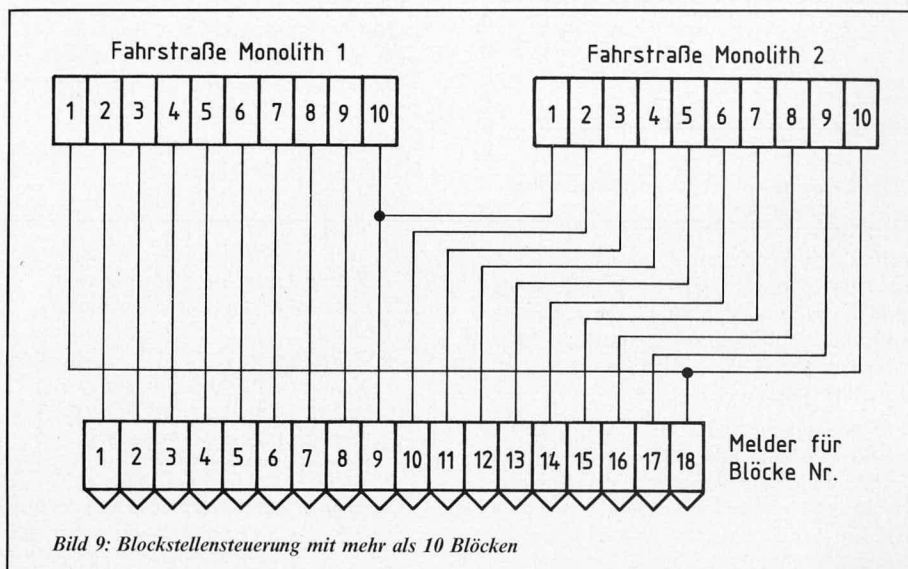 Fahrstraße Monolith 1
Fahrstraße Monolith 2
1 2 3 4 5 6 7 8 9 10
1 2 3 4 5 6 7 8 9 10
1 2 3 4 5 6 7 8 9 10 11 12 13 14 15 16 17 18
Melder für
Blöcke Nr.
Bild 9: Blockstellensteuerung mit mehr als 10 Blöcken